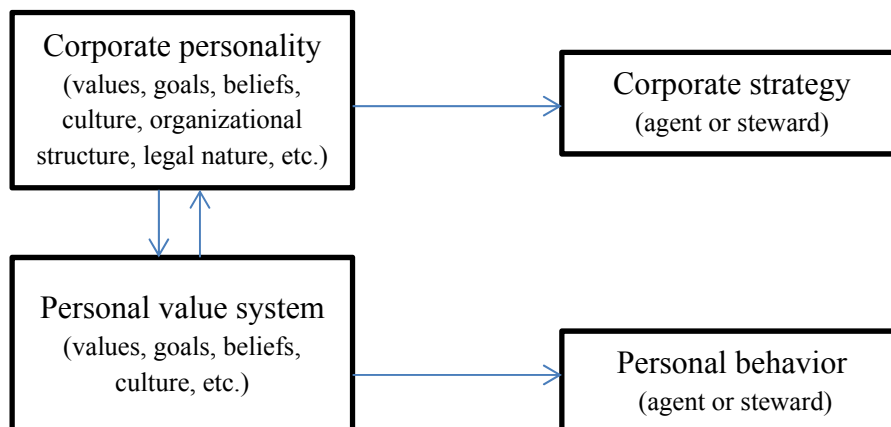 Corporate personality
(values, goals, beliefs,
culture, organizational
structure, legal nature, etc.)
Corporate strategy
(agent or steward)
Personal value system
(values, goals, beliefs,
culture, etc.)
Personal behavior
(agent or steward)